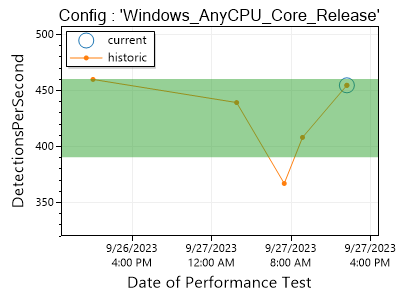 Config : 'Windows_AnyCPU_Core_Release'
current
historic
500
450
400
350
DetectionsPerSecond
9/26/2023 9/27/2023 9/27/2023 9/27/2023
4:00 PM 12:00 AM 8:00 AM 4:00 PM
Date of Performance Test